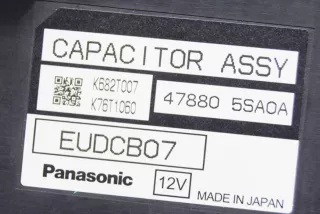 CAPACITOR ASSY
K682T007
K76T1060
47880 5SA0A
EUDCB07
Panasonic
12V
MADE IN JAPAN